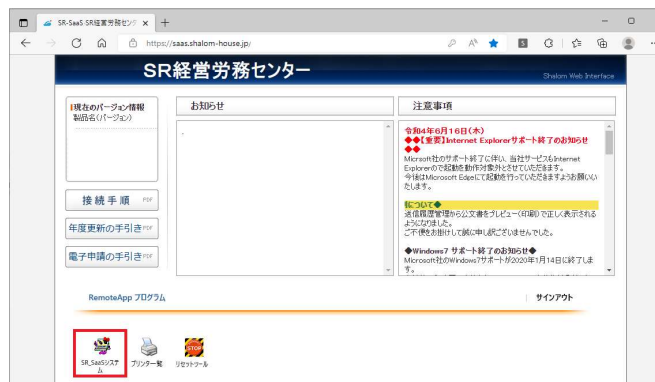 SR-SaaS SR経営労務センター
https://saas.shalom-house.jp/
SR経営労務センター
Shalom Web Interface
現在のバージョン情報
製品名(バージョン)
お知らせ
注意事項
令和4年6月16日(木)
◆◆【重要】Internet Explorerサポート終了のお知らせ
◆◆
Microsoft社のサポート終了に伴い、当社サービスもInternet
Explorerでの起動を動作対象外とさせていただきます。
今後はMicrosoft Edgeにて起動を行っていただきますようお願いい
たします。
について◆
送信履歴管理から公文書をプレビュー(印刷)で正しく表示される
ようになりました。
ご不便をお掛けして誠に申し訳ございませんでした。
◆Windows7 サポート終了のお知らせ◆
Microsoft社のWindows7サポートが2020年1月14日に終了しま
す。
接続手順 PDF
年度更新の手引き PDF
電子申請の手引き PDF
RemoteApp プログラム
サインアウト
STOP
SR_SaaSシステ
ム
プリンター覧
リセットツール